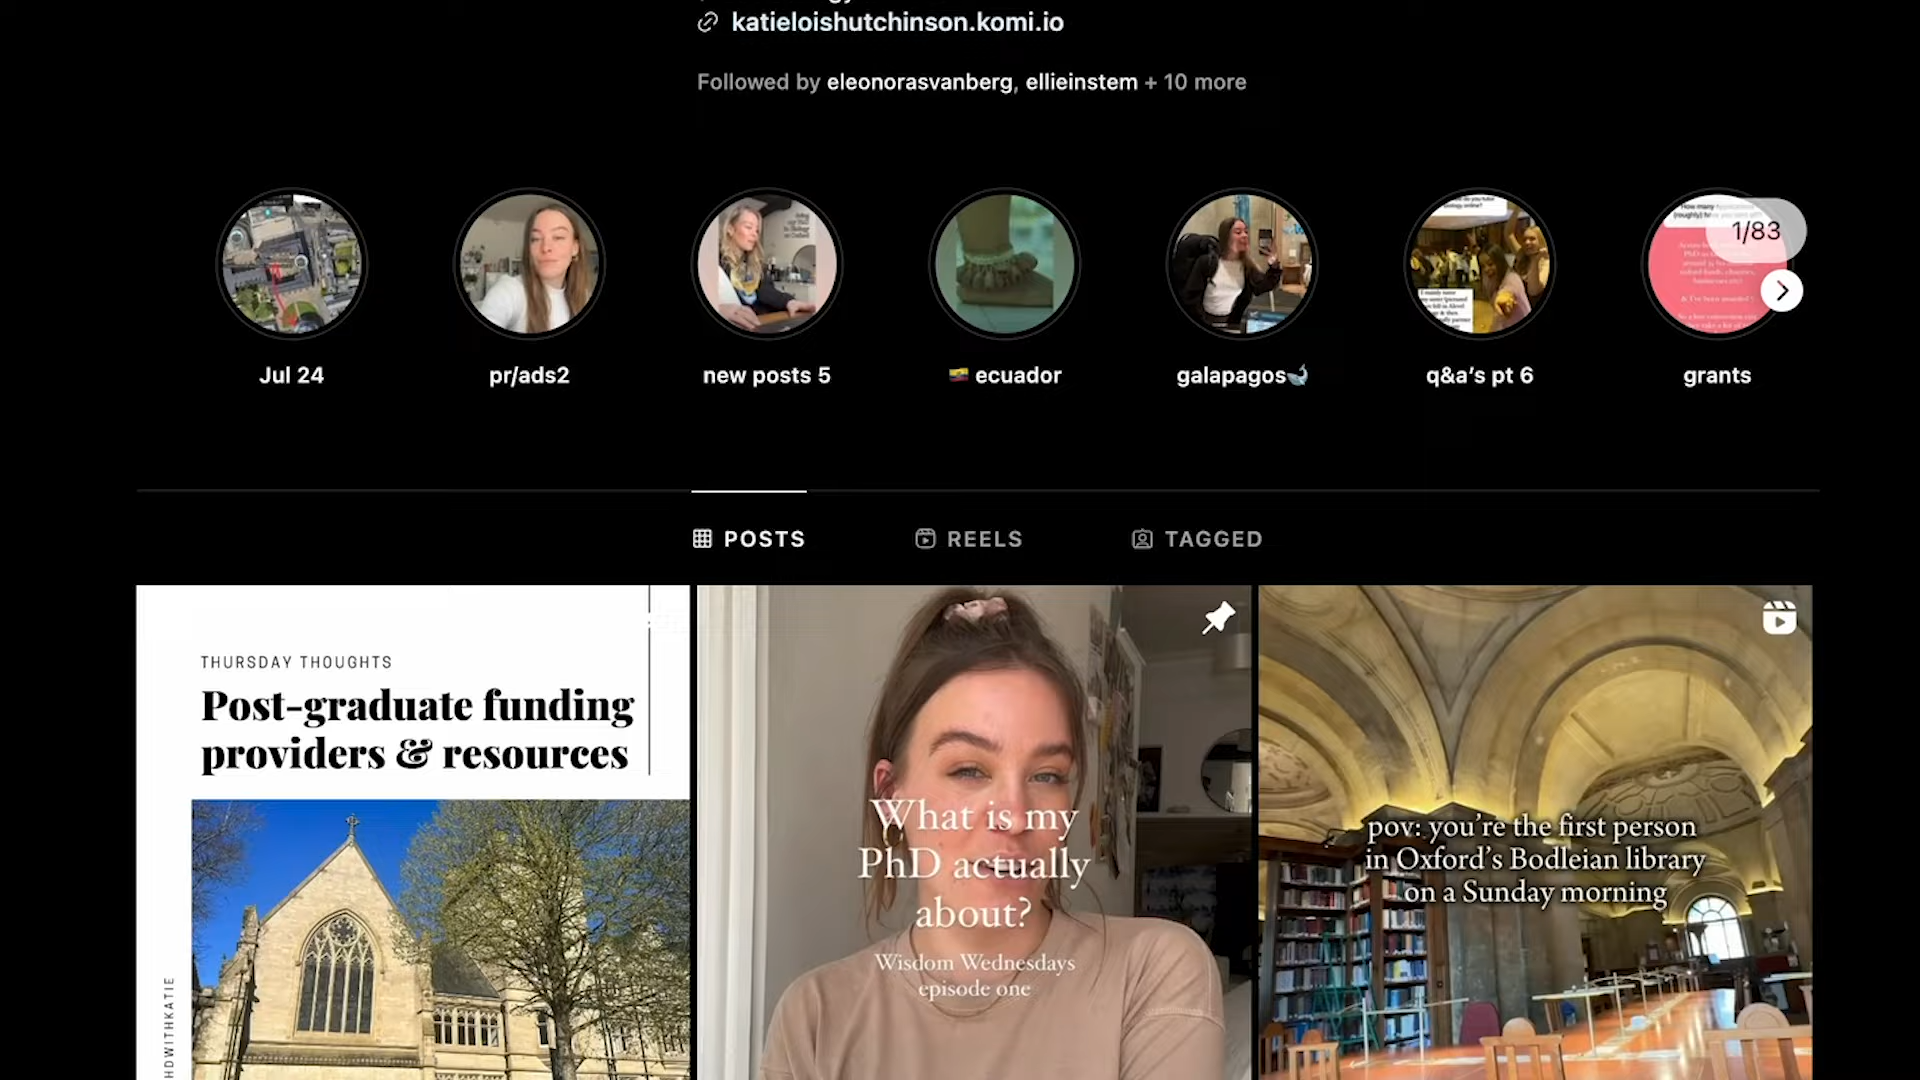 katieloishutchinson.komi.io
Followed by eleonorasvanberg, ellieinstem + 10 more
1/83
Jul 24
pr/ads2
new posts 5
ecuador
galapagos
q&a's pt 6
grants
POSTS
REELS
TAGGED
THURSDAY THOUGHTS
Post-graduate funding
providers & resources
HDWITHKATIE
What is my
PhD actually
about?
Wisdom Wednesdays
episode one
pov: you're the first person
in Oxford's Bodleian library
on a Sunday morning